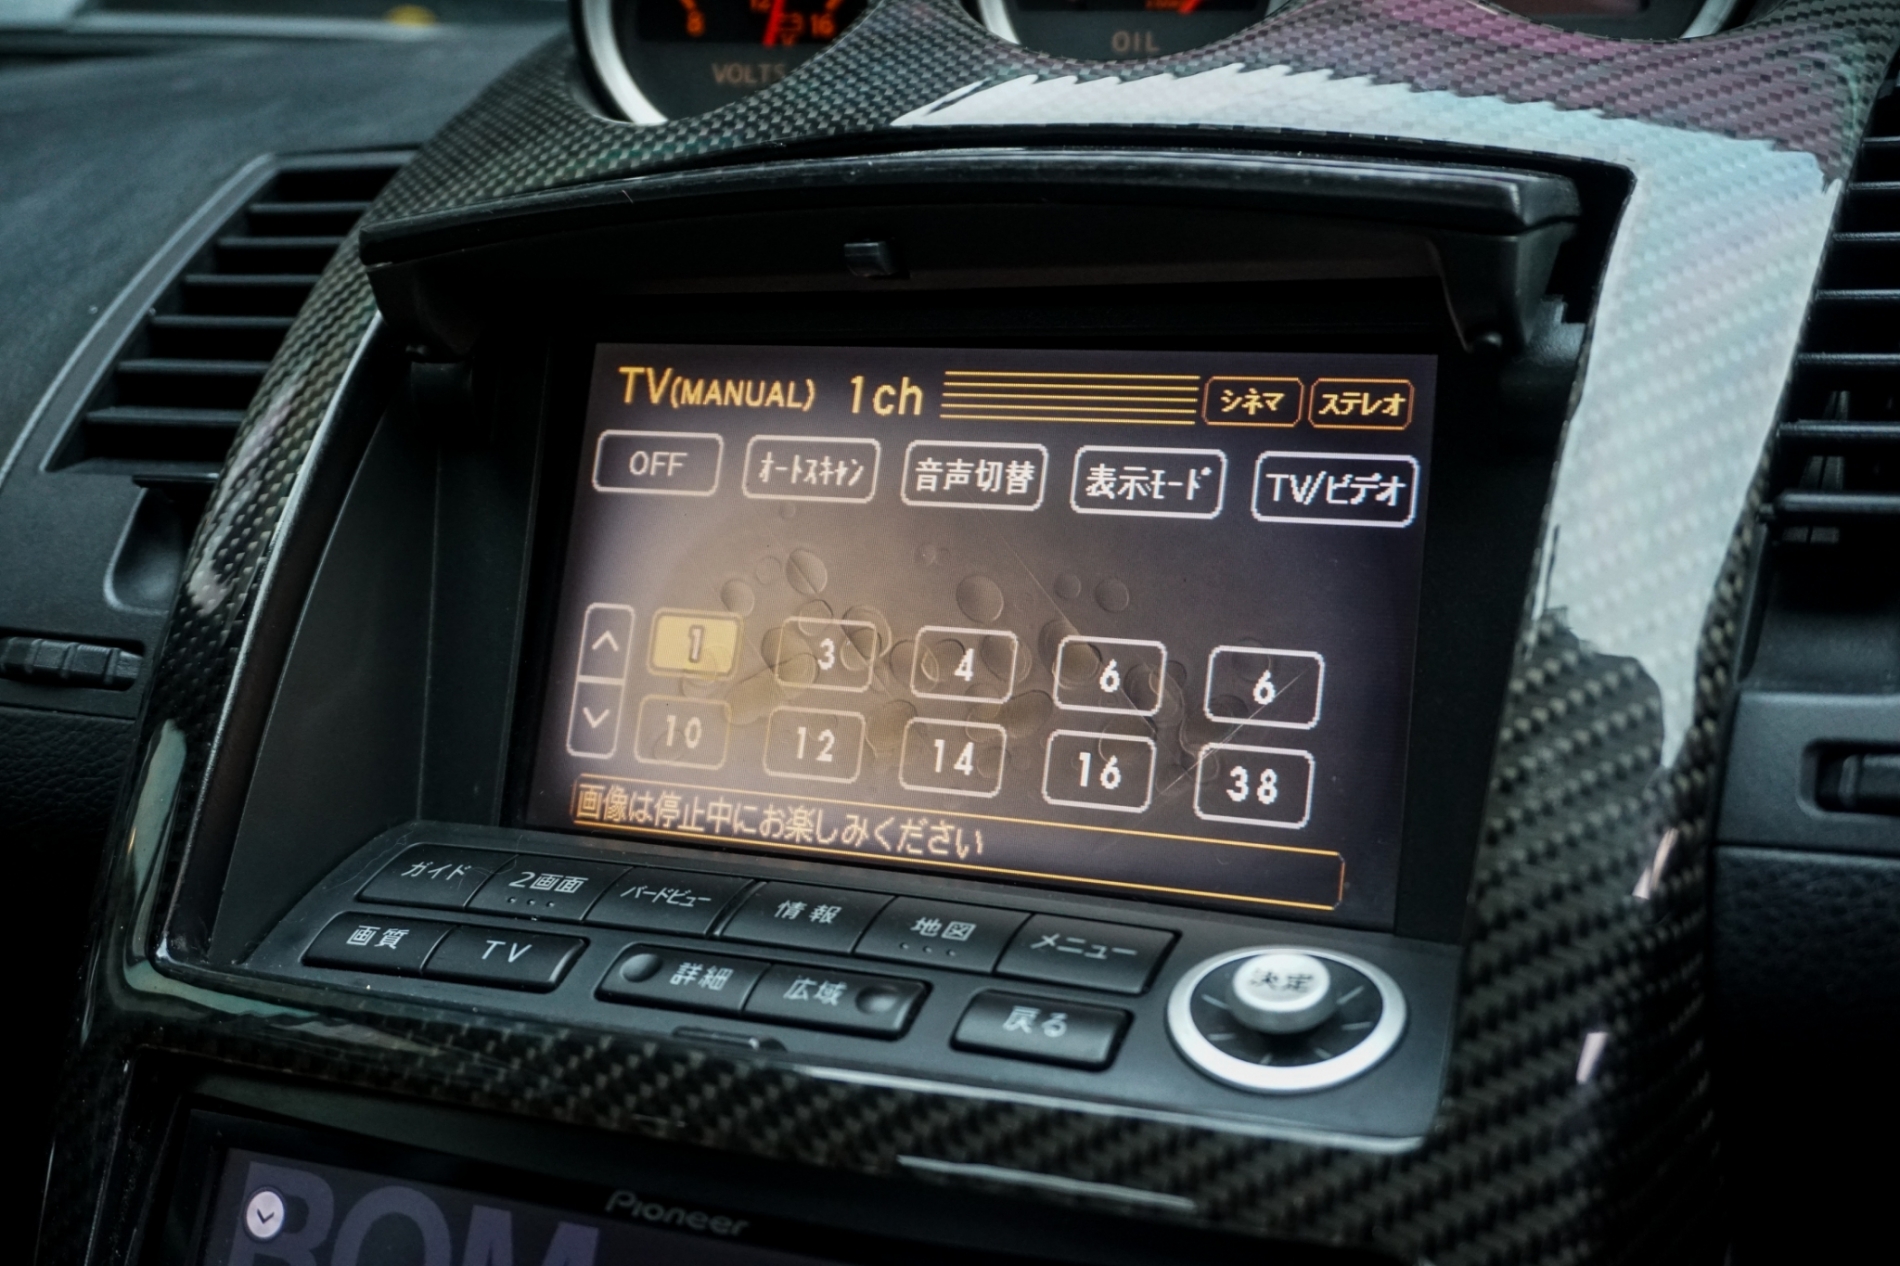 8 12 16
V
VOLTS
OIL
TV(MANUAL) 1ch シネマ ステレオ
OFF オートスキャン 音声切替 表示モード TV/ビデオ
1 3 4 6 6
10 12 14 16 38
画像は停止中にお楽しみください
ガイド 2画面 バードビュー 情報 地図 メニュー
画質 TV 詳細 広域 戻る 決定
Pioneer